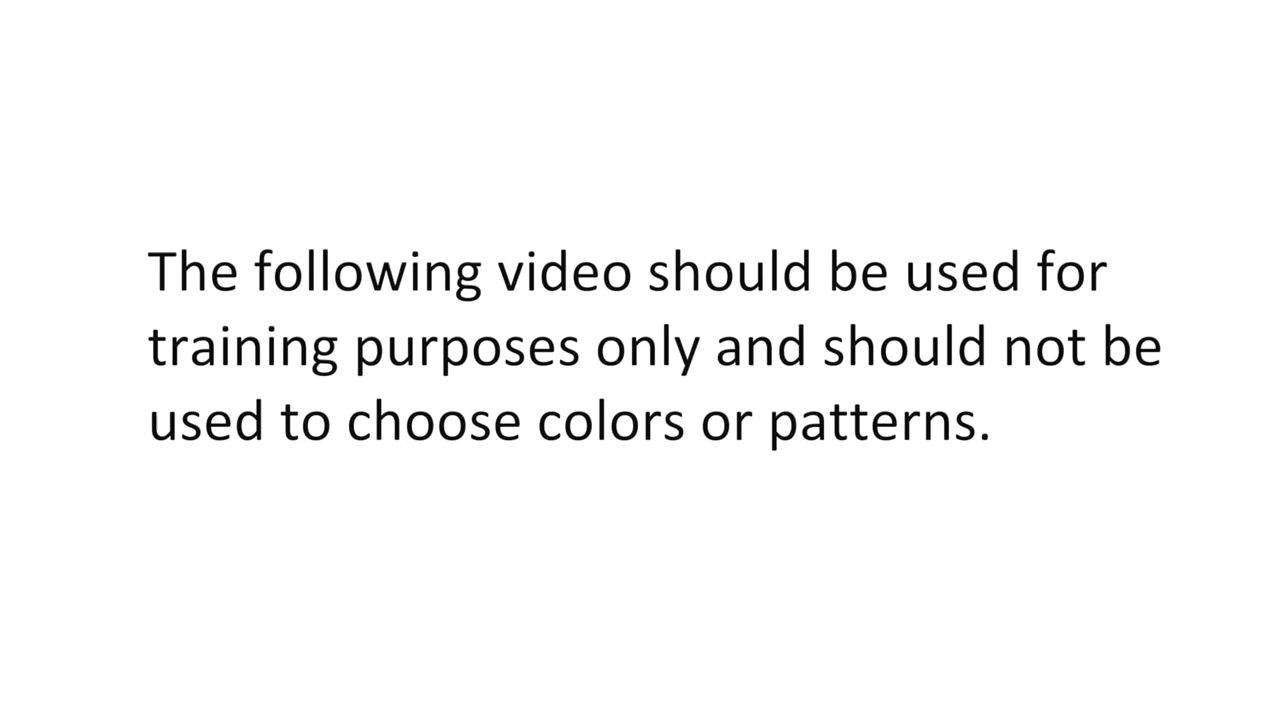 The following video should be used for
training purposes only and should not be
used to choose colors or patterns.